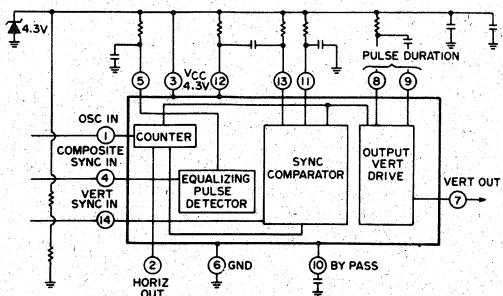 4.3V
PULSE DURATION
5
3
VCC
4.3V
12
13
11
8
9
OSC IN
1
COUNTER
COMPOSITE
SYNC IN
4
EQUALIZING
PULSE
DETECTOR
SYNC
COMPARATOR
OUTPUT
VERT
DRIVE
VERT OUT
7
VERT
SYNC IN
14
2
HORIZ
OUT
6
GND
10
BY PASS